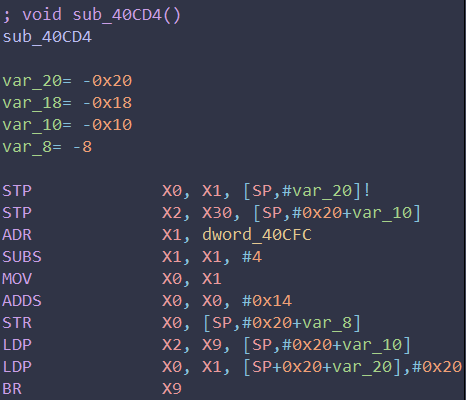 ; void sub_40CD4()
sub_40CD4
var_20= -0x20
var_18= -0x18
var_10= -0x10
var_8= -8
STP X0, X1, [SP,#var_20]!
STP X2, X30, [SP,#0x20+var_10]
ADR X1, dword_40CFC
SUBS X1, X1, #4
MOV X0, X1
ADDS X0, X0, #0x14
STR X0, [SP,#0x20+var_8]
LDP X2, X9, [SP,#0x20+var_10]
LDP X0, X1, [SP+0x20+var_20],#0x20
BR X9